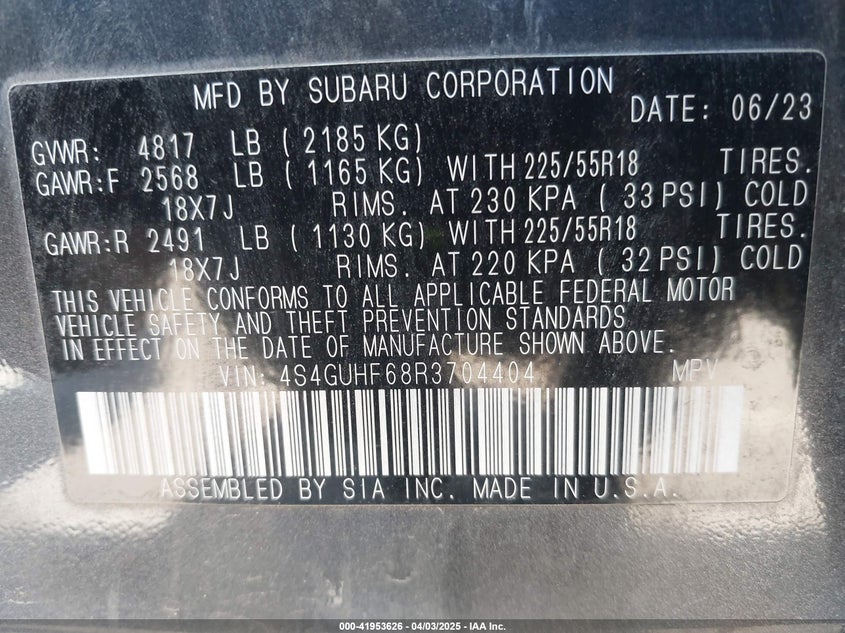 MFD BY SUBARU CORPORATION DATE: 06/23
GVWR: 4817 LB ( 2185 KG)
GAWR:F 2568 LB ( 1165 KG) WITH 225/55R18 TIRES.
18X7J RIMS. AT 230 KPA ( 33 PSI) COLD
GAWR:R 2491 LB ( 1130 KG) WITH 225/55R18 TIRES.
18X7J RIMS. AT 220 KPA ( 32 PSI) COLD
THIS VEHICLE CONFORMS TO ALL APPLICABLE FEDERAL MOTOR
VEHICLE SAFETY AND THEFT PREVENTION STANDARDS
IN EFFECT ON THE DATE OF MANUFACTURE SHOWN ABOVE.
VIN: 4S4GUHF68R3704404 MPV
ASSEMBLED BY SIA INC. MADE IN U.S.A.
000-41953626 - 04/03/2025 - IAA Inc.